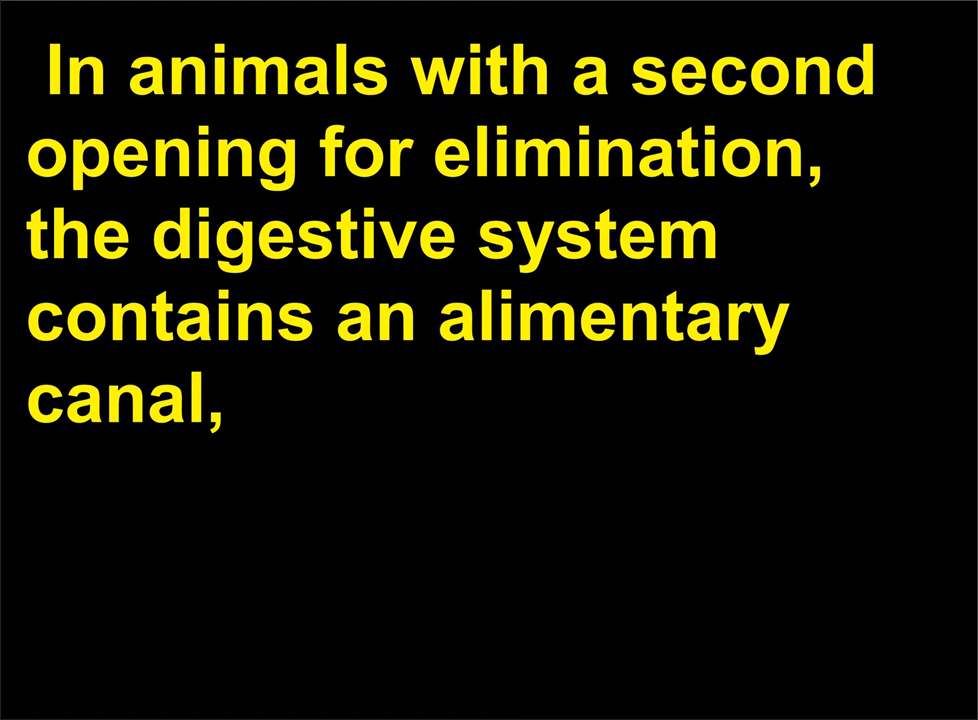 In animals with a second
opening for elimination,
the digestive system
contains an alimentary
canal,